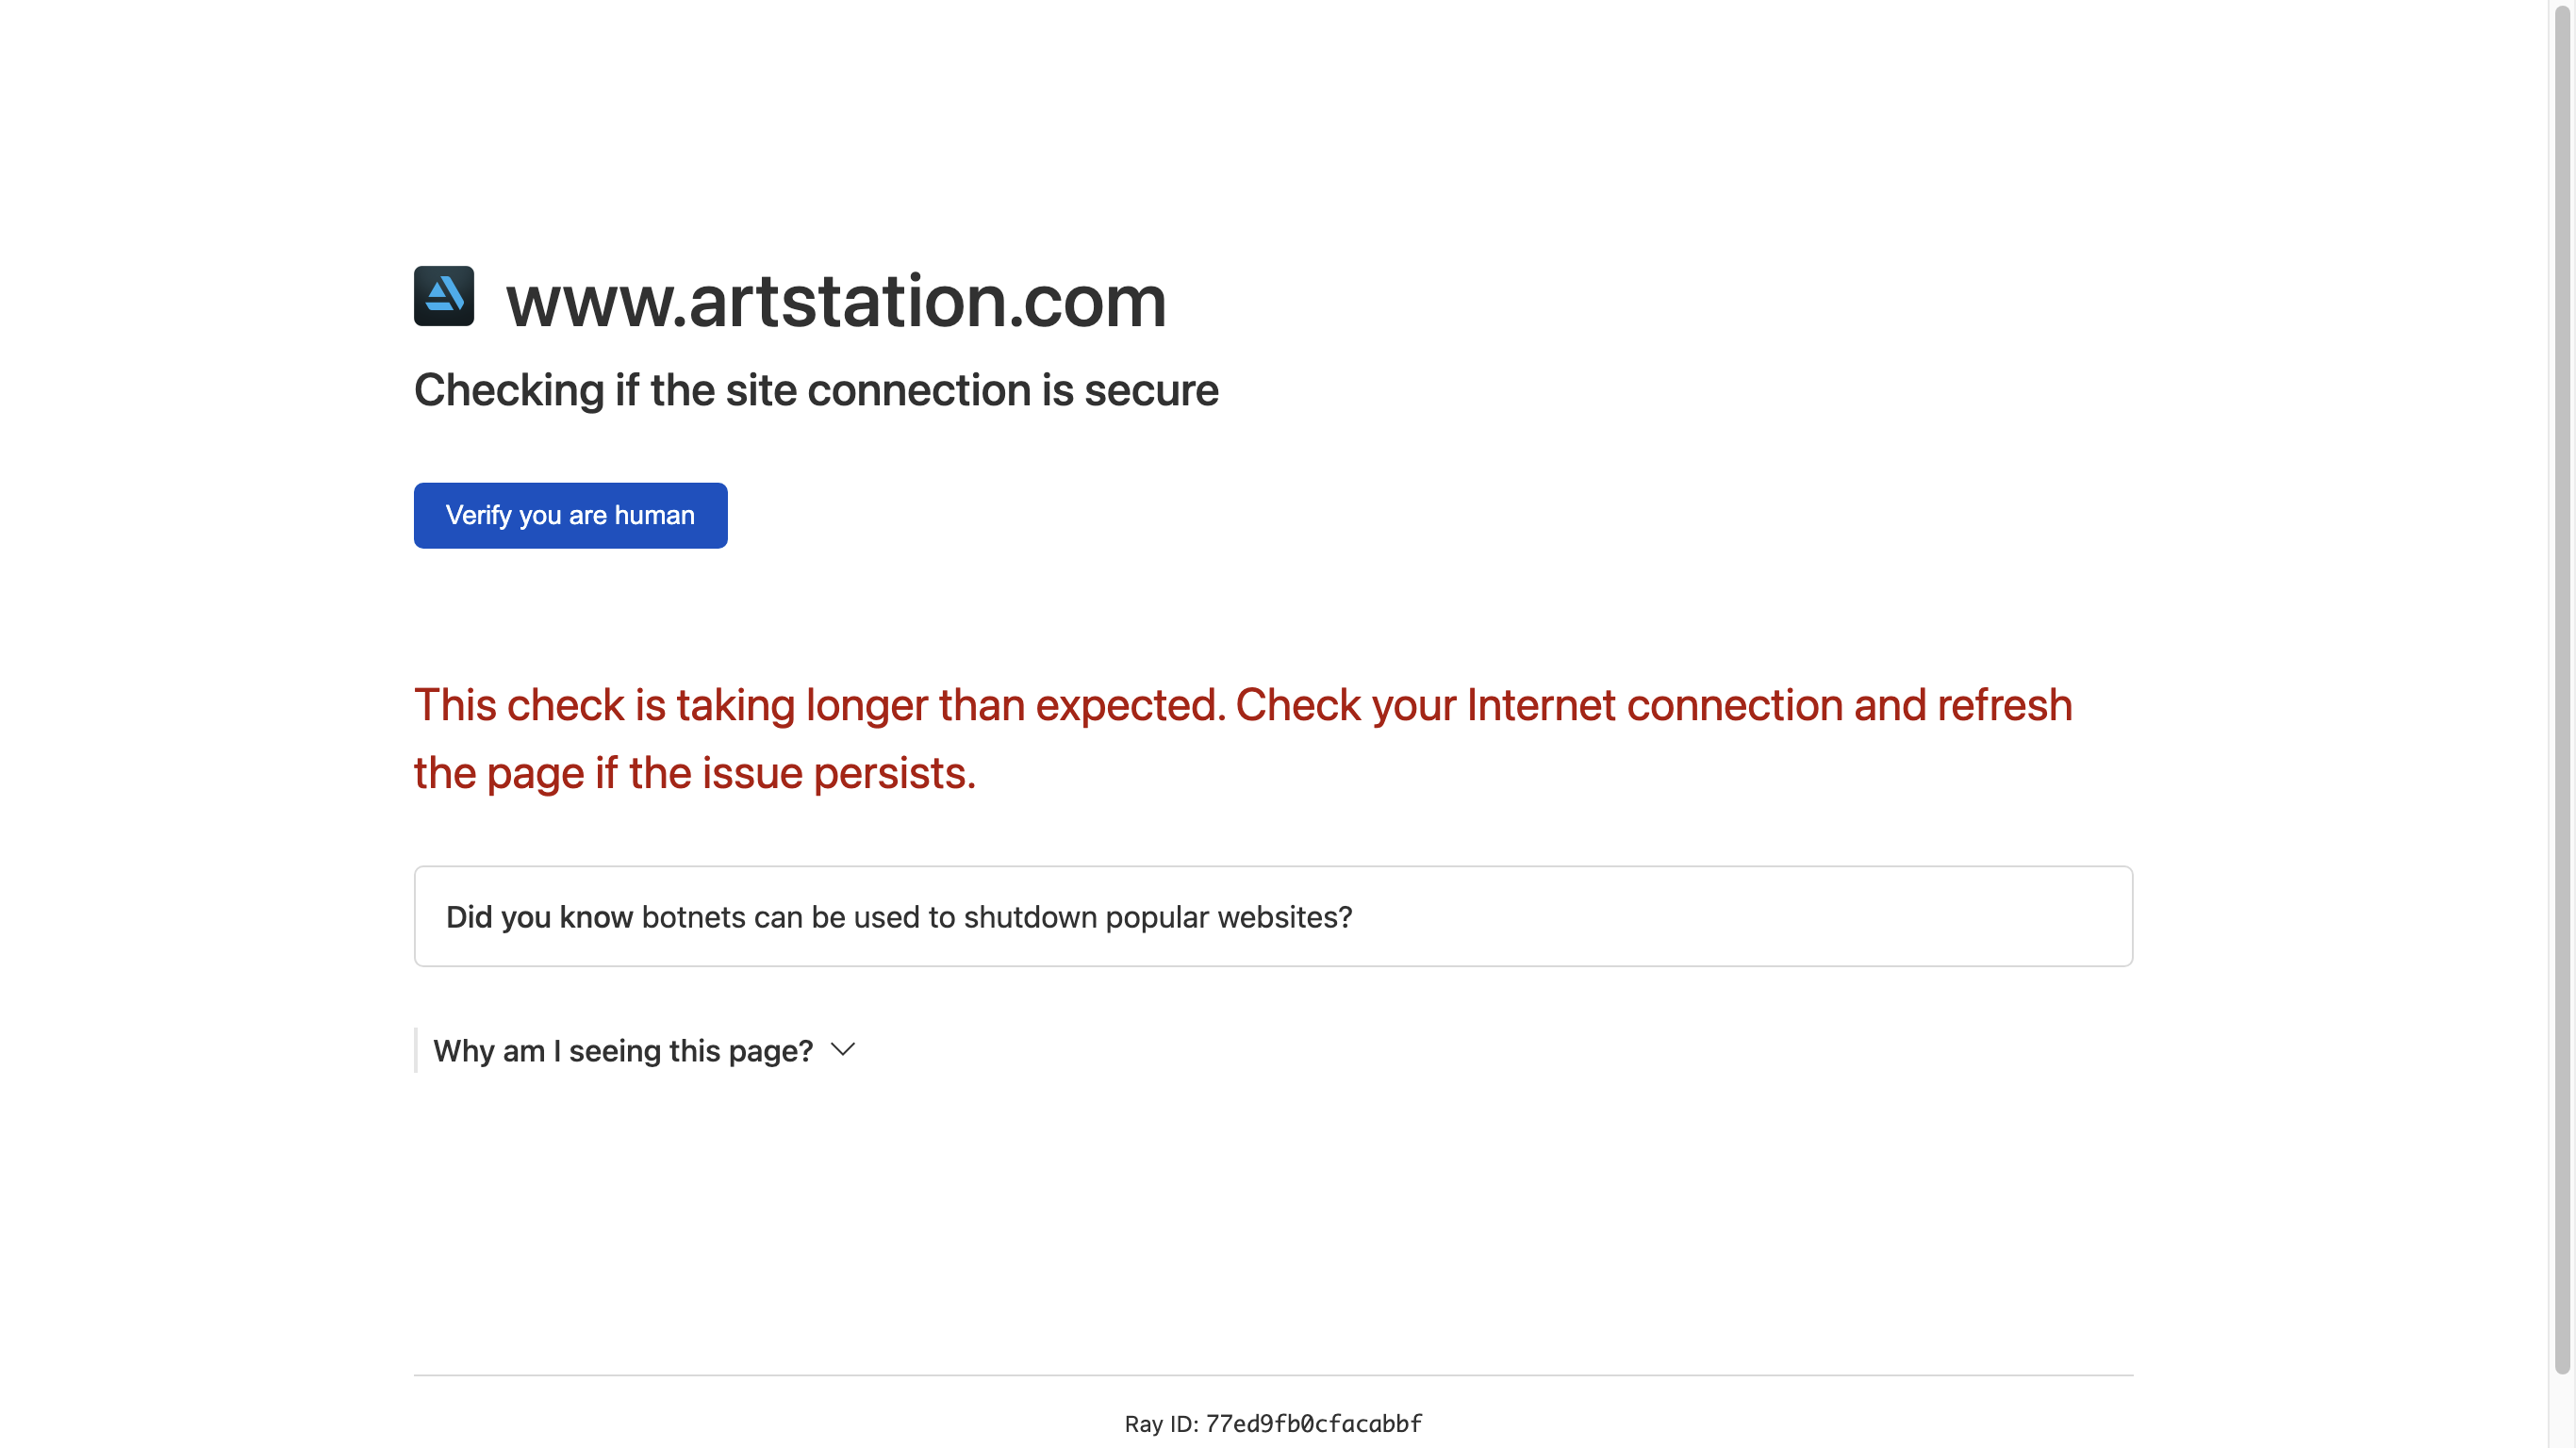 www.artstation.com
Checking if the site connection is secure
Verify you are human
This check is taking longer than expected. Check your Internet connection and refresh
the page if the issue persists.
Did you know botnets can be used to shutdown popular websites?
Why am I seeing this page?
Ray ID: 77ed9fb0cfacabbf